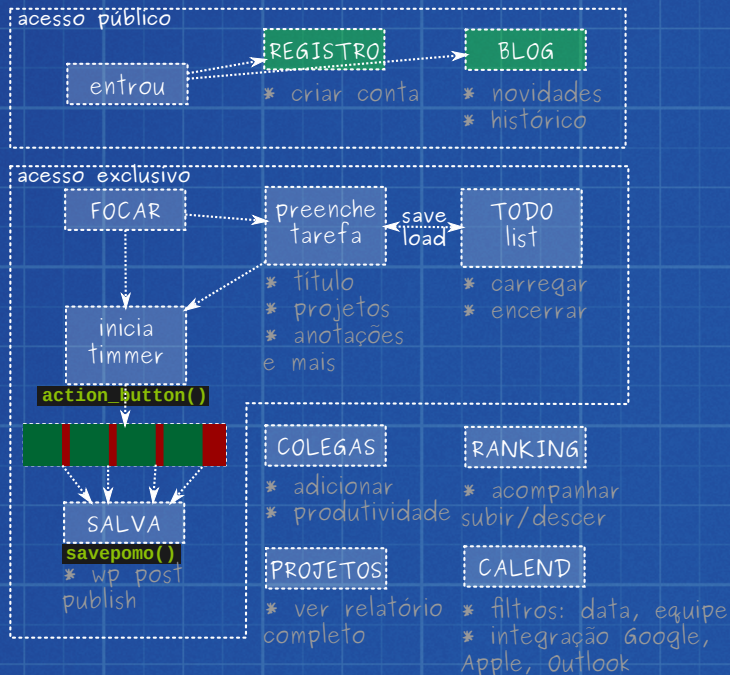 acesso público
REGISTRO
BLOG
entrou
* criar conta
* novidades
* histórico
acesso exclusivo
FOCAR
preenche
tarefa
save
load
TODO
list
* título
* projetos
* anotações
e mais
* carregar
* encerrar
inicia
timmer
action_button()
COLEGAS
* adicionar
* produtividade
RANKING
* acompanhar
subir/descer
SALVA
savepomo()
* wp post
publish
PROJETOS
* ver relatório
completo
CALEND
* filtros: data, equipe
* integração Google,
Apple, Outlook